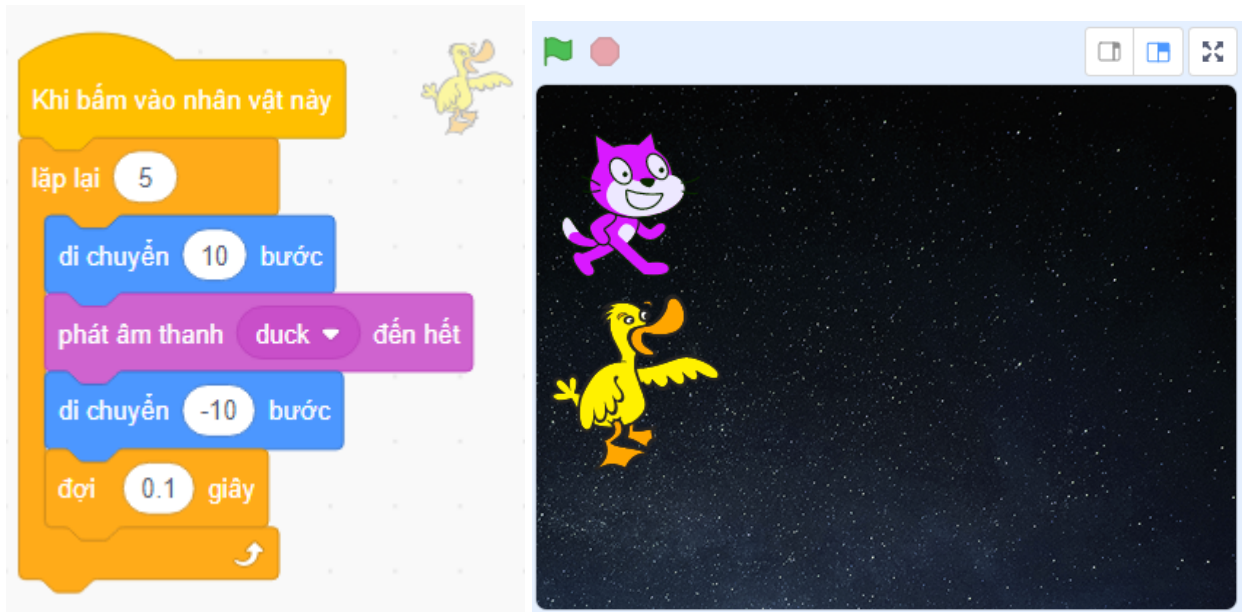 Khi bấm vào nhân vật này
lặp lại 5
di chuyển 10 bước
phát âm thanh duck đến hết
di chuyển -10 bước
đợi 0.1 giây